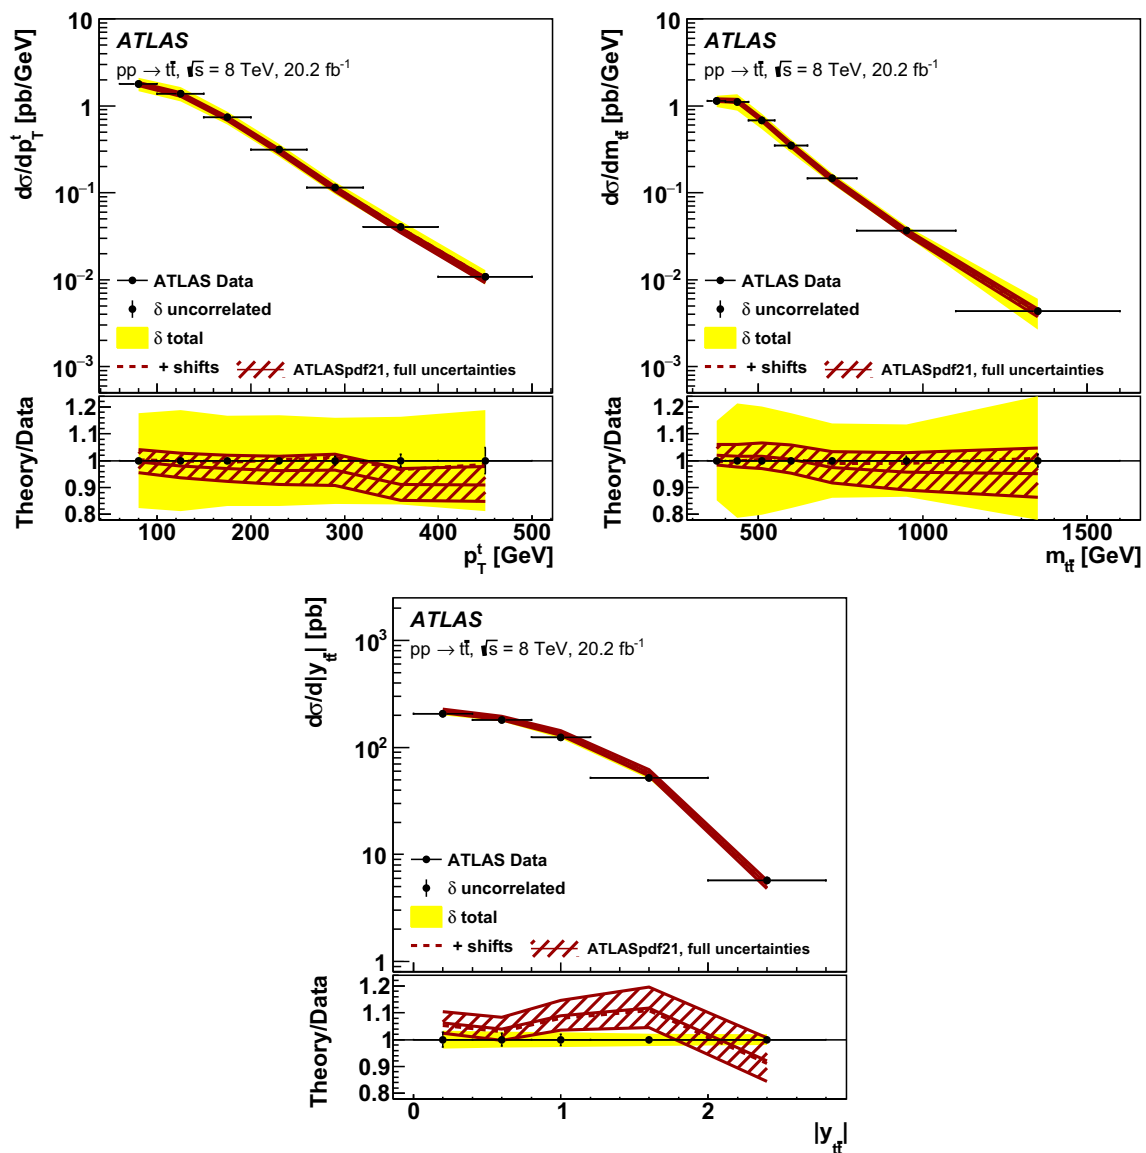 ATLAS
pp → tt̄, √s = 8 TeV, 20.2 fb⁻¹
dσ/dp_T^t [pb/GeV]
10
1
10⁻¹
10⁻²
10⁻³
ATLAS Data
δ uncorrelated
δ total
+ shifts
ATLASpdf21, full uncertainties
Theory/Data
1.2
1.1
1
0.9
0.8
100 200 300 400 500
p_T^t [GeV]
ATLAS
pp → tt̄, √s = 8 TeV, 20.2 fb⁻¹
dσ/dm_tt̄ [pb/GeV]
10
1
10⁻¹
10⁻²
10⁻³
ATLAS Data
δ uncorrelated
δ total
+ shifts
ATLASpdf21, full uncertainties
Theory/Data
1.2
1.1
1
0.9
0.8
500 1000 1500
m_tt̄ [GeV]
ATLAS
pp → tt̄, √s = 8 TeV, 20.2 fb⁻¹
dσ/d|y_tt̄| [pb]
10³
10²
10
1
ATLAS Data
δ uncorrelated
δ total
+ shifts
ATLASpdf21, full uncertainties
Theory/Data
1.2
1.1
1
0.9
0.8
0 1 2
|y_tt̄|